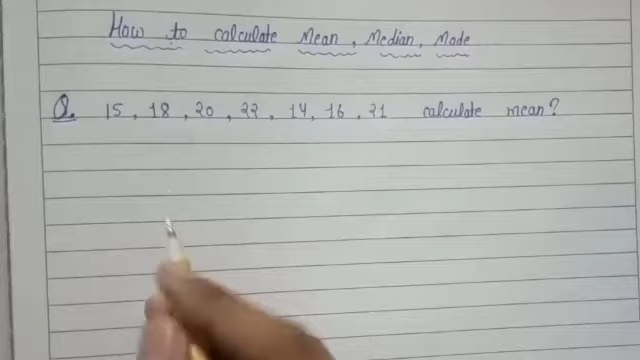 How to calculate Mean, Median, Mode
Q. 15, 18, 20, 22, 14, 16, 21 calculate mean?